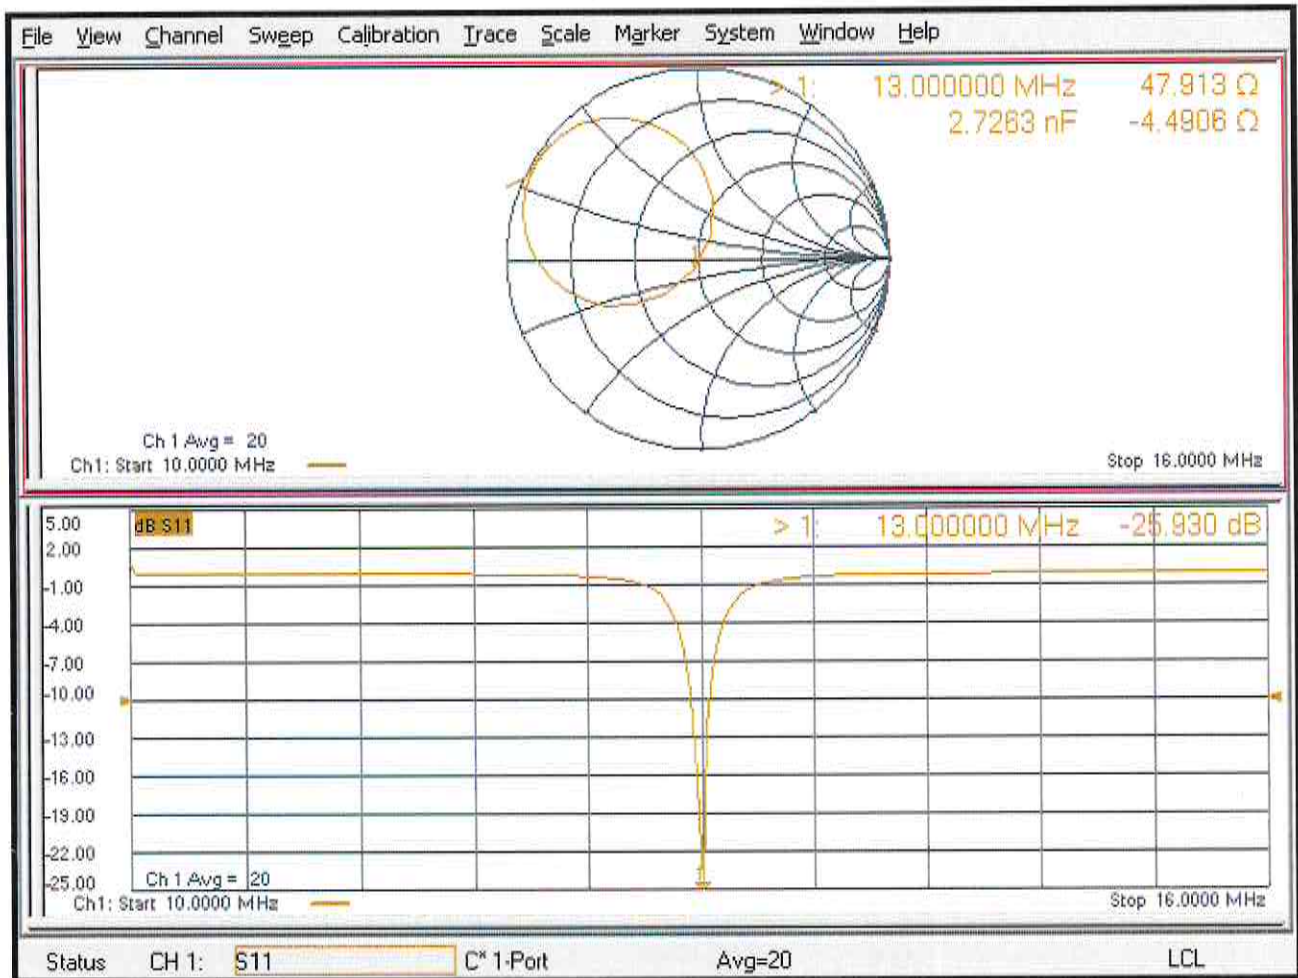 File View Channel Sweep Calibration Trace Scale Marker System Window Help
> 1: 13.000000 MHz 47.913 Ω
2.7263 nF -4.4906 Ω
Ch 1 Avg = 20
Ch1: Start 10.0000 MHz
Stop 16.0000 MHz
dB S11
> 1: 13.000000 MHz -25.930 dB
5.00
2.00
-1.00
-4.00
-7.00
-10.00
-13.00
-16.00
-19.00
-22.00
-25.00
Ch 1 Avg = 20
Ch1: Start 10.0000 MHz
Stop 16.0000 MHz
Status CH 1: S11 C* 1-Port Avg=20 LCL